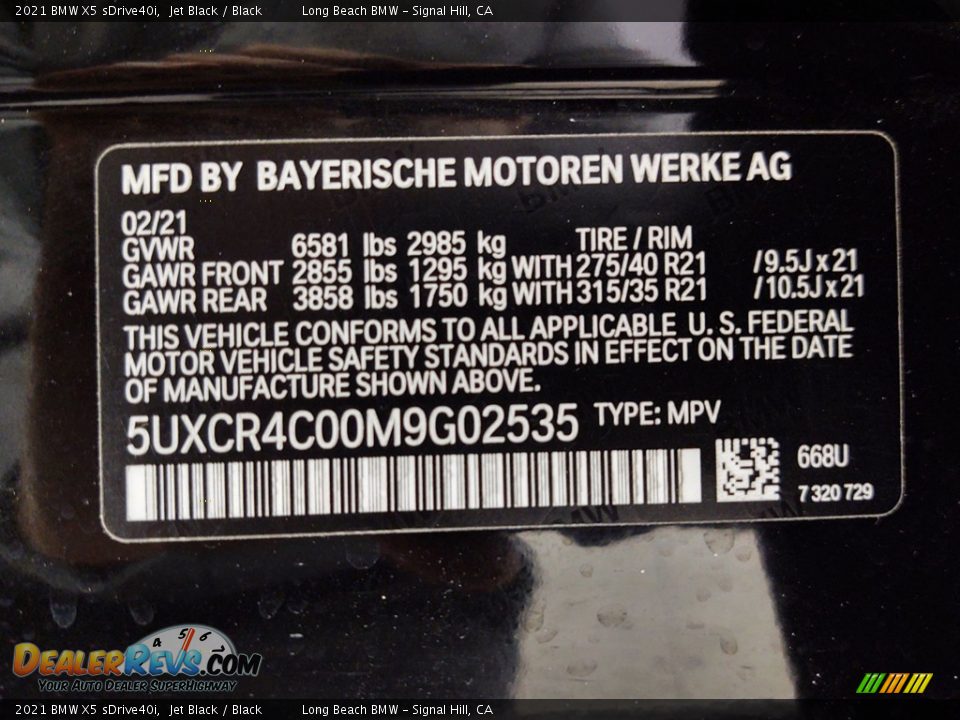 2021 BMW X5 sDrive40i, Jet Black / Black Long Beach BMW - Signal Hill, CA
MFD BY BAYERISCHE MOTOREN WERKE AG
02/21
GVWR 6581 lbs 2985 kg TIRE / RIM
GAWR FRONT 2855 lbs 1295 kg WITH 275/40 R21 /9.5J x 21
GAWR REAR 3858 lbs 1750 kg WITH 315/35 R21 /10.5J x 21
THIS VEHICLE CONFORMS TO ALL APPLICABLE U. S. FEDERAL
MOTOR VEHICLE SAFETY STANDARDS IN EFFECT ON THE DATE
OF MANUFACTURE SHOWN ABOVE.
5UXCR4C00M9G02535 TYPE: MPV
668U
7 320 729
4 5 6
DEALERREVS.COM
YOUR AUTO DEALER SUPERHIGHWAY
2021 BMW X5 sDrive40i, Jet Black / Black Long Beach BMW - Signal Hill, CA